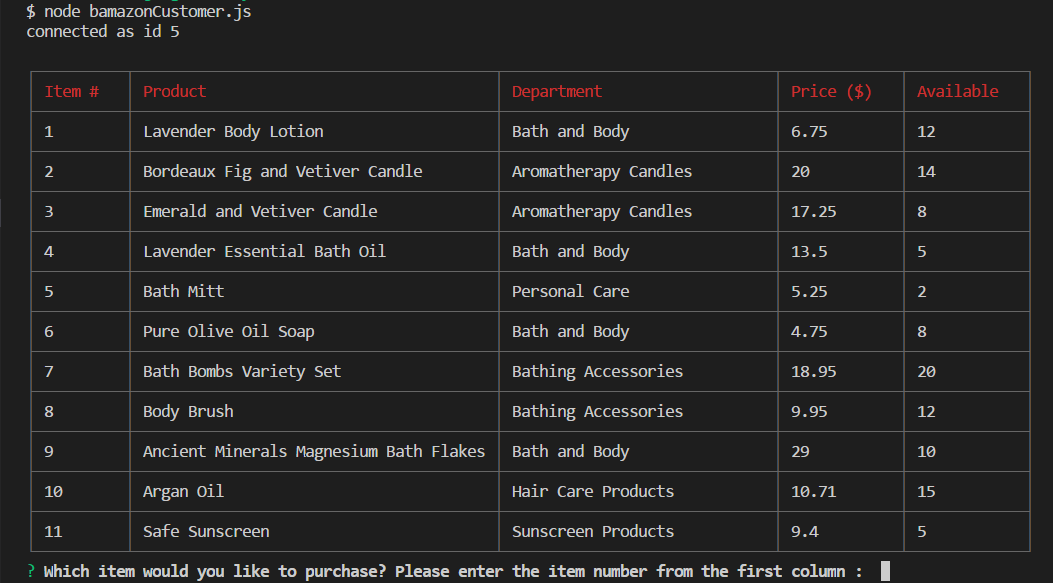 $ node bamazonCustomer.js
connected as id 5
Item # Product Department Price ($) Available
1 Lavender Body Lotion Bath and Body 6.75 12
2 Bordeaux Fig and Vetiver Candle Aromatherapy Candles 20 14
3 Emerald and Vetiver Candle Aromatherapy Candles 17.25 8
4 Lavender Essential Bath Oil Bath and Body 13.5 5
5 Bath Mitt Personal Care 5.25 2
6 Pure Olive Oil Soap Bath and Body 4.75 8
7 Bath Bombs Variety Set Bathing Accessories 18.95 20
8 Body Brush Bathing Accessories 9.95 12
9 Ancient Minerals Magnesium Bath Flakes Bath and Body 29 10
10 Argan Oil Hair Care Products 10.71 15
11 Safe Sunscreen Sunscreen Products 9.4 5
? Which item would you like to purchase? Please enter the item number from the first column :